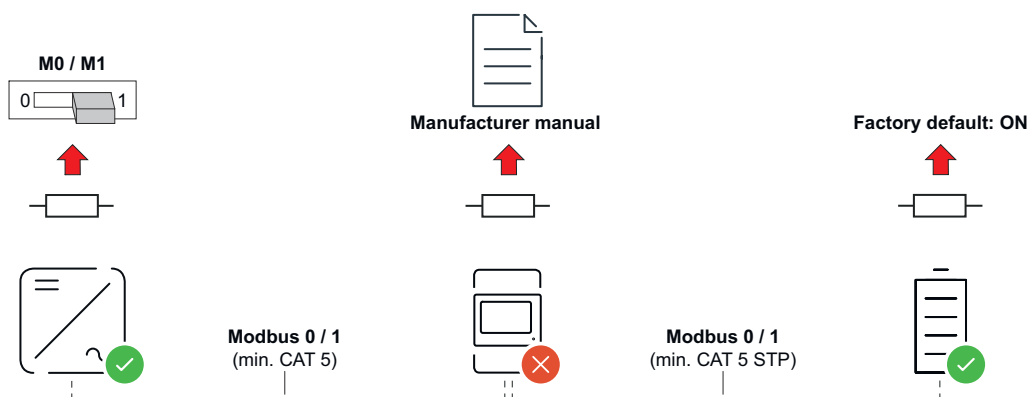 M0 / M1
0 1
Manufacturer manual
Factory default: ON
Modbus 0 / 1
(min. CAT 5)
Modbus 0 / 1
(min. CAT 5 STP)